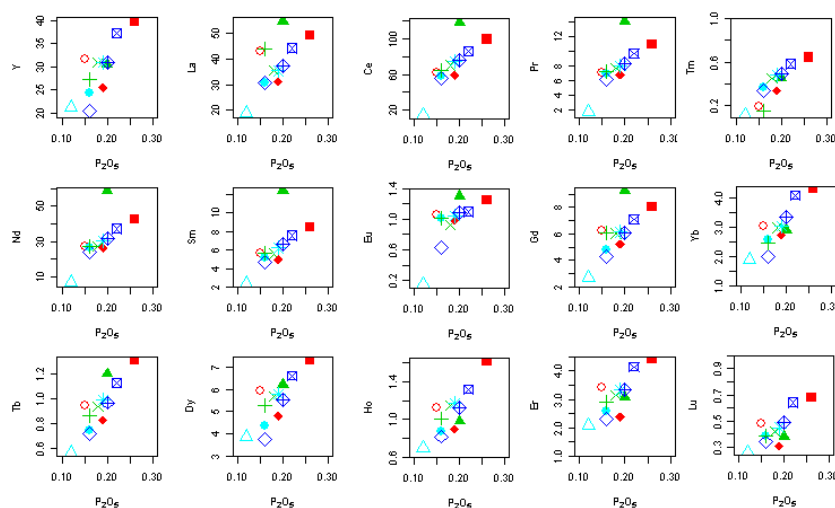 Y
20 25 30 35 40
0.10 0.20 0.30
P₂O₅
La
20 30 40 50
0.10 0.20 0.30
P₂O₅
Ce
20 60 100
0.10 0.20 0.30
P₂O₅
Pr
2 4 6 8 10 14
0.10 0.20 0.30
P₂O₅
Tm
0.2 0.6 1.0
0.10 0.20 0.30
P₂O₅
Nd
10 30 50
0.10 0.20 0.30
P₂O₅
Sm
2 4 6 8 12
0.10 0.20 0.30
P₂O₅
Eu
0.2 0.6 1.0 1.4
0.10 0.20 0.30
P₂O₅
Gd
2 4 6 8
0.10 0.20 0.30
P₂O₅
Yb
1.0 2.0 3.0 4.0
0.10 0.20 0.30
P₂O₅
Tb
0.6 0.8 1.0 1.2
0.10 0.20 0.30
P₂O₅
Dy
3 4 5 6 7
0.10 0.20 0.30
P₂O₅
Ho
0.6 1.0 1.4
0.10 0.20 0.30
P₂O₅
Er
1.0 2.0 3.0 4.0
0.10 0.20 0.30
P₂O₅
Lu
0.3 0.5 0.7 0.9
0.10 0.20 0.30
P₂O₅